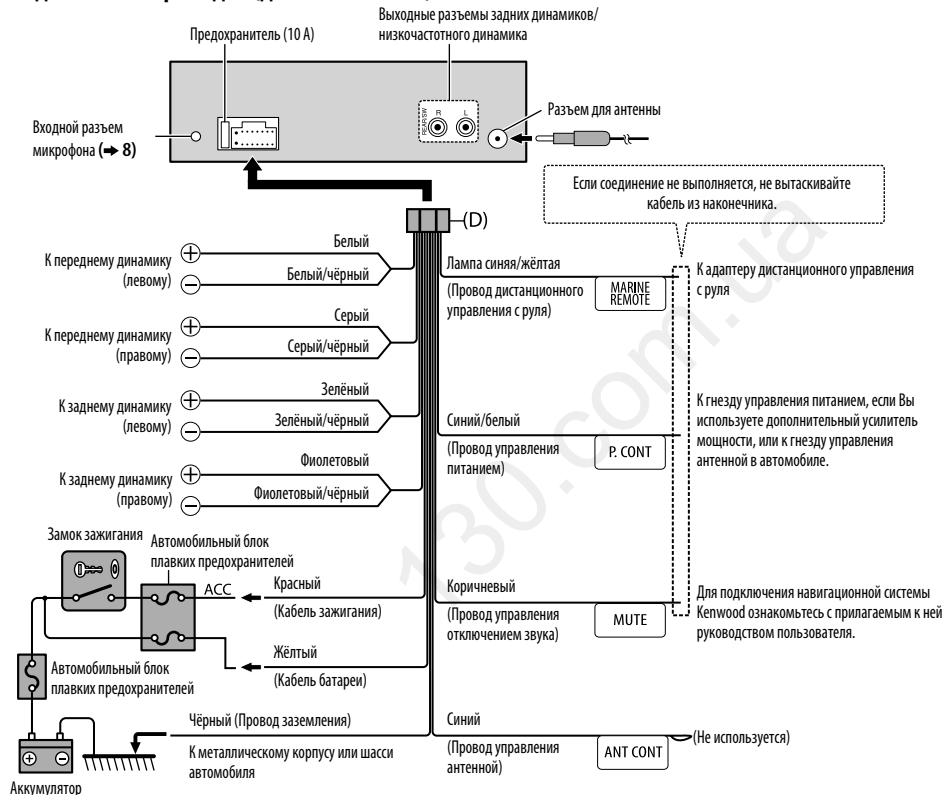 Выходные разъемы задних динамиков/
низкочастотного динамика
Предохранитель (10 А)
REAR/SW
R
L
Разъем для антенны
Входной разъем
микрофона (➡ 8)
Если соединение не выполняется, не вытаскивайте
кабель из наконечника.
(D)
К переднему динамику
(левому)
Белый
Белый/чёрный
К переднему динамику
(правому)
Серый
Серый/чёрный
К заднему динамику
(левому)
Зелёный
Зелёный/чёрный
К заднему динамику
(правому)
Фиолетовый
Фиолетовый/чёрный
Лампа синяя/жёлтая
(Провод дистанционного
управления с руля)
MARINE
REMOTE
К адаптеру дистанционного управления
с руля
Синий/белый
(Провод управления
питанием)
P. CONT
К гнезду управления питанием, если Вы
используете дополнительный усилитель
мощности, или к гнезду управления
антенной в автомобиле.
Замок зажигания
Автомобильный блок
плавких предохранителей
ACC
Красный
(Кабель зажигания)
Жёлтый
(Кабель батареи)
Автомобильный блок
плавких предохранителей
Чёрный (Провод заземления)
К металлическому корпусу или шасси
автомобиля
Аккумулятор
Коричневый
(Провод управления
отключением звука)
MUTE
Для подключения навигационной системы
Kenwood ознакомьтесь с прилагаемым к ней
руководством пользователя.
Синий
(Провод управления
антенной)
ANT CONT
(Не используется)
130.com.ua